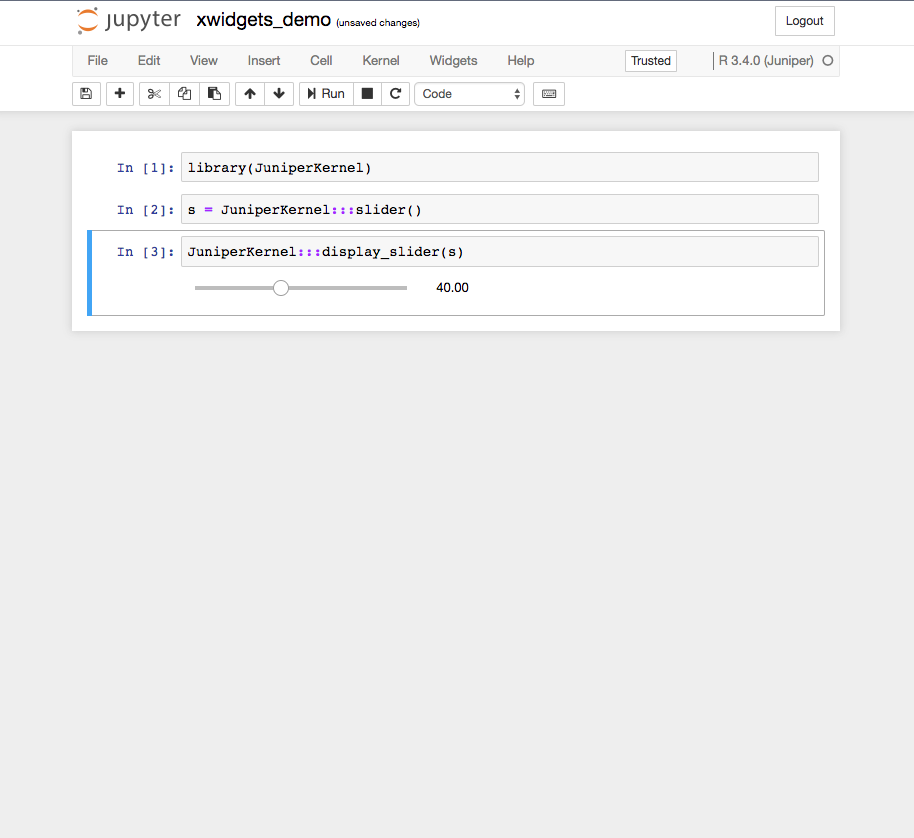 jupyter xwidgets_demo (unsaved changes) Logout
File Edit View Insert Cell Kernel Widgets Help Trusted R 3.4.0 (Juniper)
Run Code
In [1]: library(JuniperKernel)
In [2]: s = JuniperKernel:::slider()
In [3]: JuniperKernel:::display_slider(s)
40.00